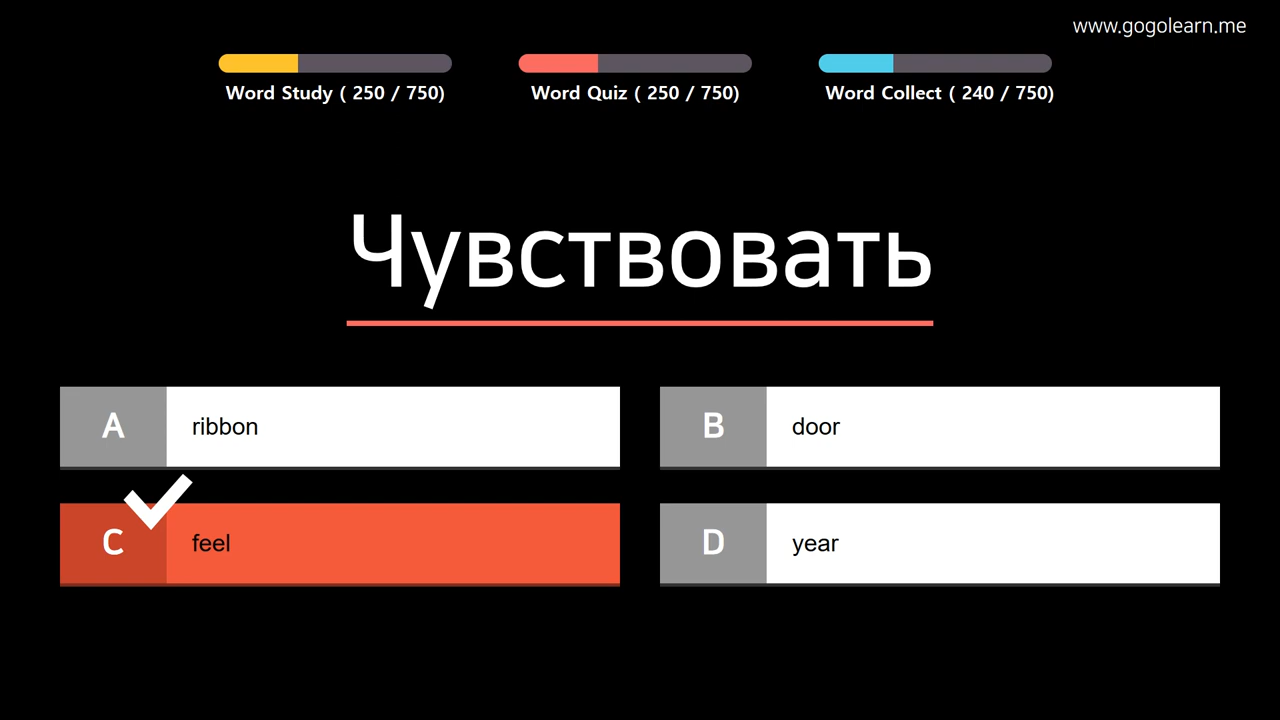 www.gogolearn.me
Word Study ( 250 / 750)
Word Quiz ( 250 / 750)
Word Collect ( 240 / 750)
Чувствовать
A ribbon
B door
C feel
D year